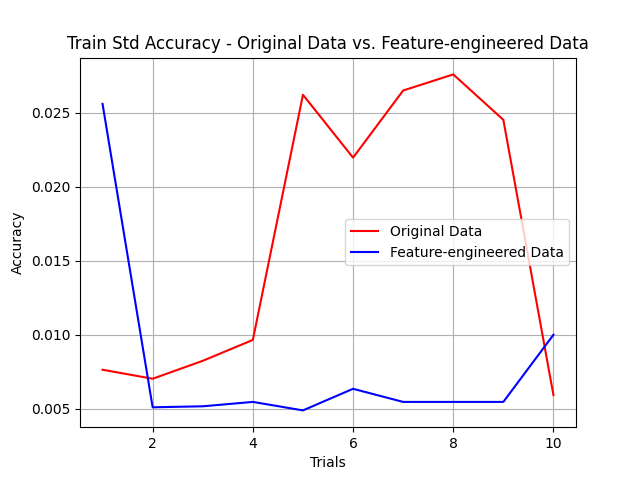 Train Std Accuracy - Original Data vs. Feature-engineered Data
0.025
0.020
0.015
0.010
0.005
Accuracy
Original Data
Feature-engineered Data
2
4
6
8
10
Trials